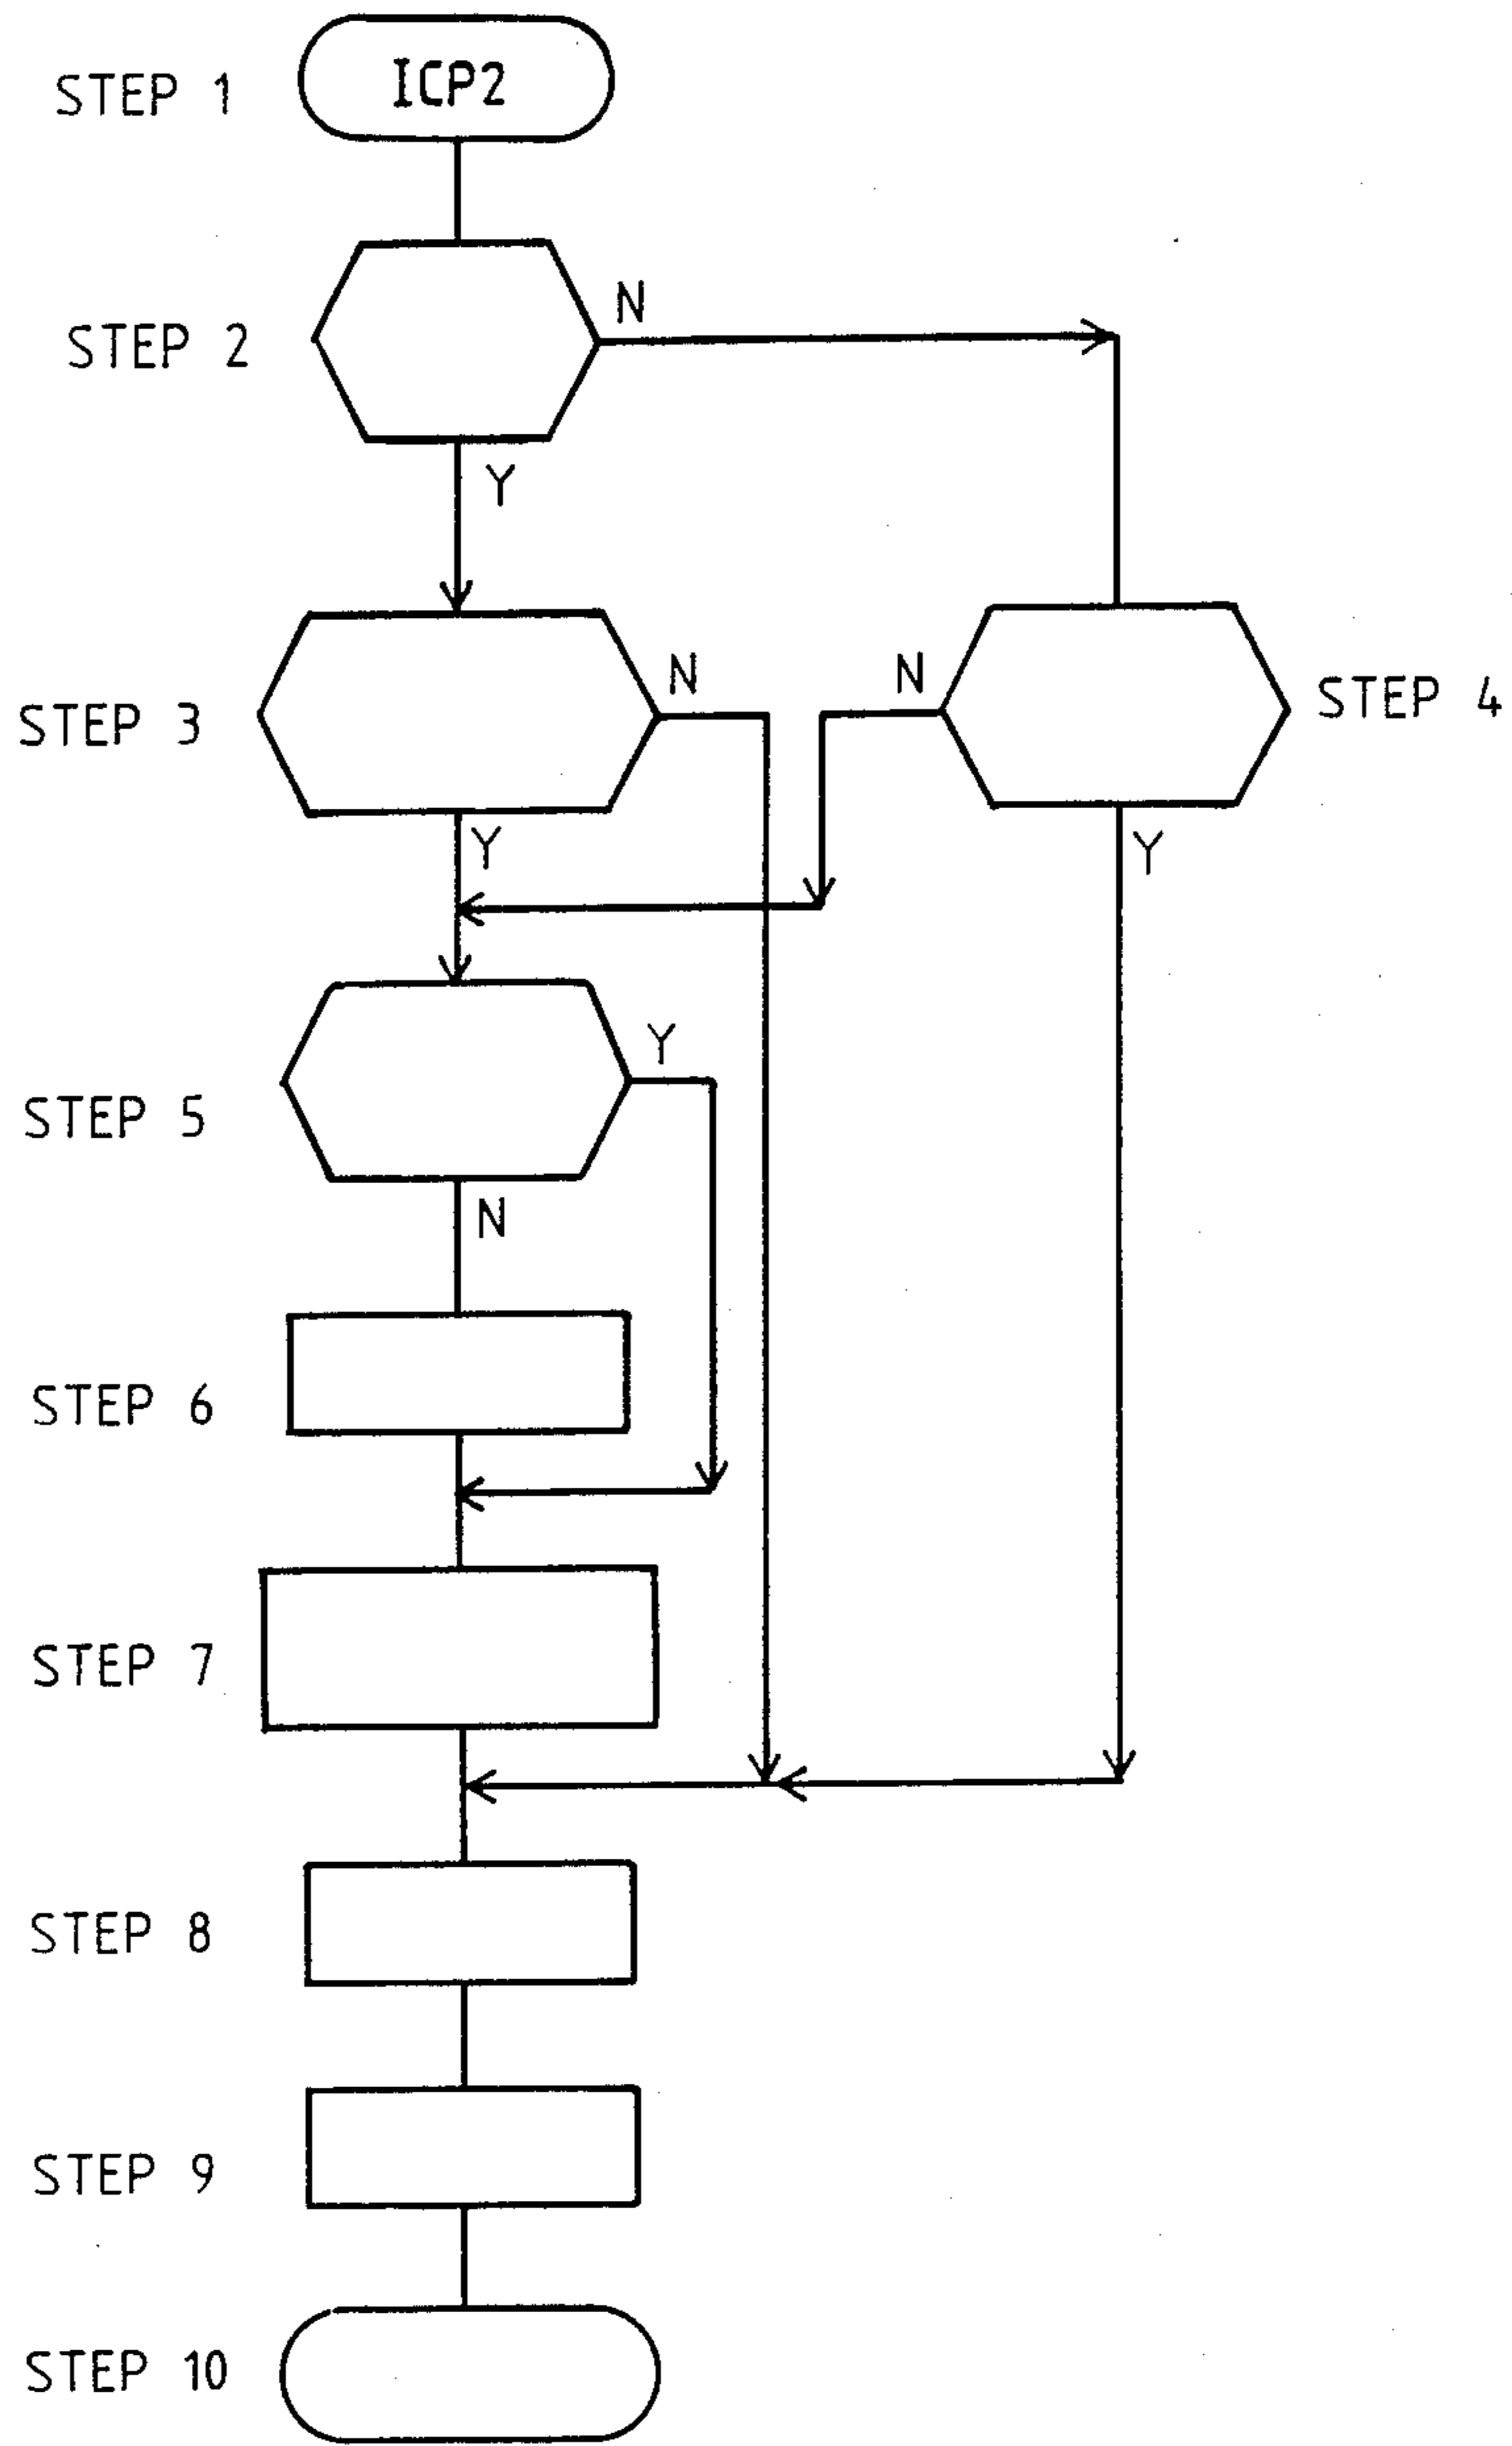 STEP 1
ICP2
STEP 2
N
Y
STEP 3
N
N
STEP 4
Y
Y
STEP 5
Y
N
STEP 6
STEP 7
STEP 8
STEP 9
STEP 10